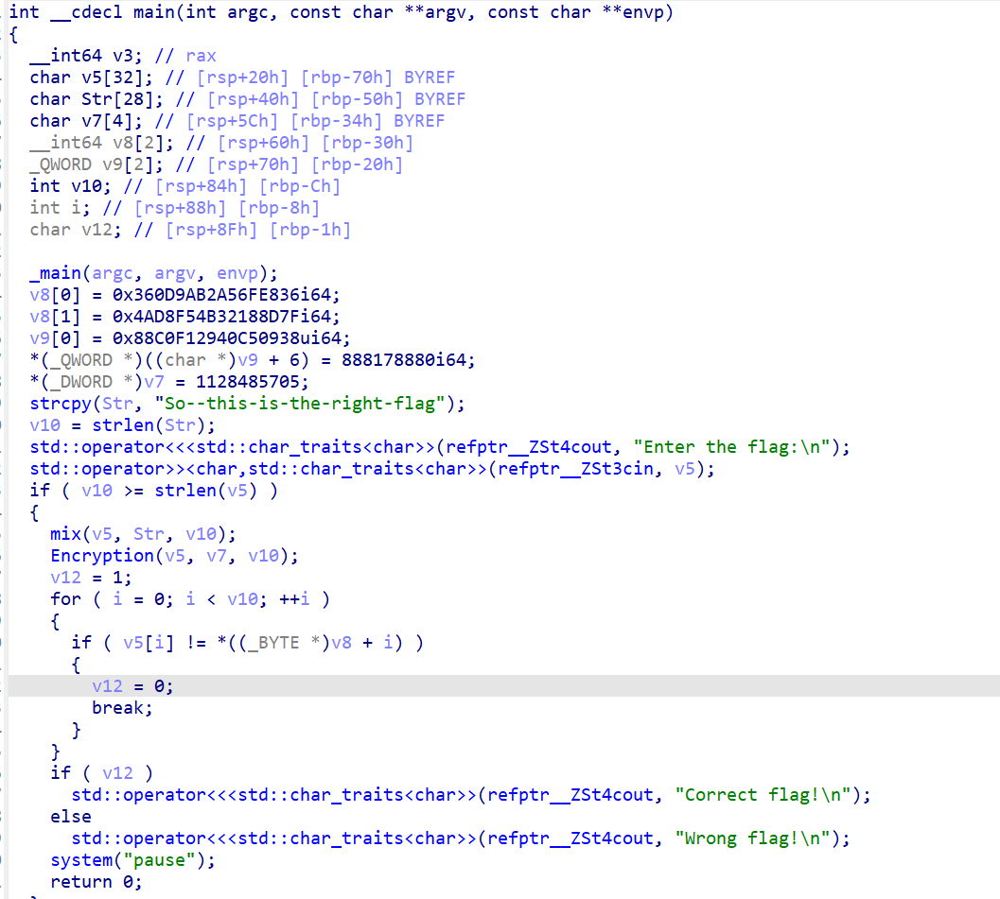 int __cdecl main(int argc, const char **argv, const char **envp)
{
  __int64 v3; // rax
  char v5[32]; // [rsp+20h] [rbp-70h] BYREF
  char Str[28]; // [rsp+40h] [rbp-50h] BYREF
  char v7[4]; // [rsp+5Ch] [rbp-34h] BYREF
  __int64 v8[2]; // [rsp+60h] [rbp-30h]
  _QWORD v9[2]; // [rsp+70h] [rbp-20h]
  int v10; // [rsp+84h] [rbp-Ch]
  int i; // [rsp+88h] [rbp-8h]
  char v12; // [rsp+8Fh] [rbp-1h]

  _main(argc, argv, envp);
  v8[0] = 0x360D9AB2A56FE836i64;
  v8[1] = 0x4AD8F54B32188D7Fi64;
  v9[0] = 0x88C0F12940C50938ui64;
  *(_QWORD *)((char *)v9 + 6) = 888178880i64;
  *(_DWORD *)v7 = 1128485705;
  strcpy(Str, "So--this-is-the-right-flag");
  v10 = strlen(Str);
  std::operator<<<std::char_traits<char>>(refptr__ZSt4cout, "Enter the flag:\n");
  std::operator>><char,std::char_traits<char>>(refptr__ZSt3cin, v5);
  if ( v10 >= strlen(v5) )
  {
    mix(v5, Str, v10);
    Encryption(v5, v7, v10);
    v12 = 1;
    for ( i = 0; i < v10; ++i )
    {
      if ( v5[i] != *((_BYTE *)v8 + i) )
      {
        v12 = 0;
        break;
      }
    }
    if ( v12 )
      std::operator<<<std::char_traits<char>>(refptr__ZSt4cout, "Correct flag!\n");
    else
      std::operator<<<std::char_traits<char>>(refptr__ZSt4cout, "Wrong flag!\n");
    system("pause");
    return 0;